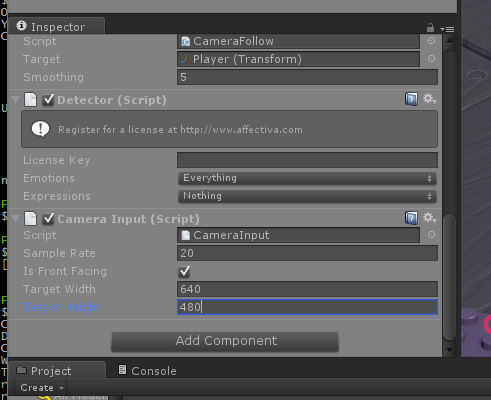 Inspector
Script CameraFollow
Target Player (Transform)
Smoothing 5
Detector (Script)
Register for a license at http://www.affectiva.com
License Key
Emotions Everything
Expressions Nothing
Camera Input (Script)
Script CameraInput
Sample Rate 20
Is Front Facing
Target Width 640
Target Height 480
Add Component
Project Console
Create
All Models